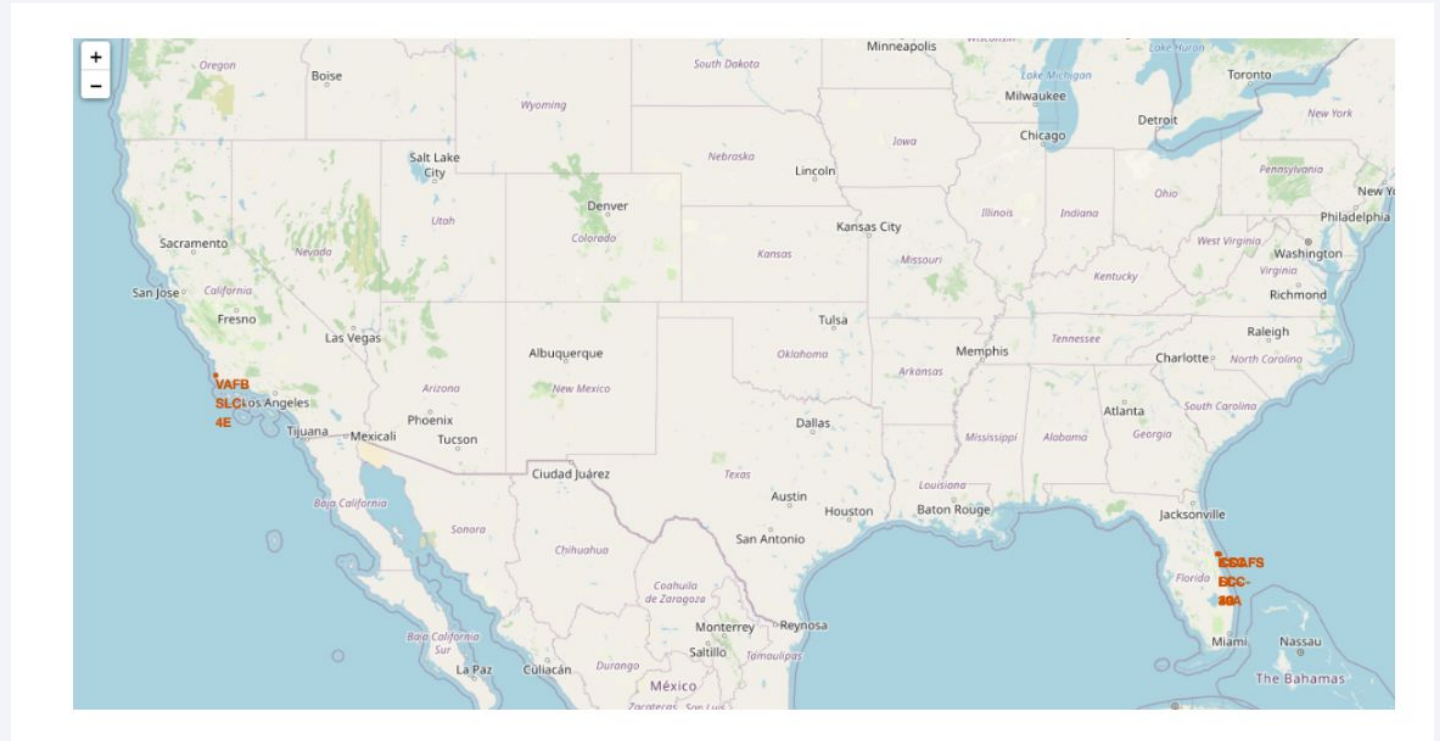 +
−
Oregon
Boise
South Dakota
Minneapolis
Lake Huron
Toronto
Wyoming
Lake Michigan
Milwaukee
Detroit
New York
Chicago
Iowa
Salt Lake
City
Nebraska
Lincoln
Pennsylvania
Ohio
New Yo
Utah
Denver
Colorado
Kansas City
Illinois
Indiana
Philadelphia
Sacramento
Nevada
Kansas
Missouri
West Virginia
Washington
Virginia
Kentucky
San Jose
California
Richmond
Fresno
Las Vegas
Tulsa
Raleigh
Albuquerque
Oklahoma
Memphis
Tennessee
Charlotte
North Carolina
Arkansas
VAFB
SLC-
4E
Los Angeles
Arizona
New Mexico
Phoenix
Tucson
Tijuana
Mexicali
Dallas
Atlanta
South Carolina
Mississippi
Alabama
Georgia
Ciudad Juárez
Texas
Louisiana
Baja California
Sonora
Austin
Houston
Baton Rouge
Jacksonville
San Antonio
Chihuahua
Florida
Coahuila
de Zaragoza
Monterrey
Reynosa
Baja California
Sur
Saltillo
Tamaulipas
Miami
Nassau
La Paz
Culiacán
Durango
México
The Bahamas
Zacatecas
San Luis